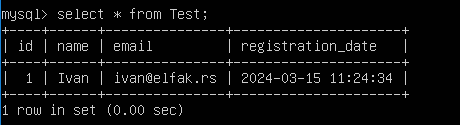 mysql> select * from Test;
+----+------+---------------+---------------------+
| id | name | email         | registration_date   |
+----+------+---------------+---------------------+
|  1 | Ivan | ivan@elfak.rs | 2024-03-15 11:24:34 |
+----+------+---------------+---------------------+
1 row in set (0.00 sec)